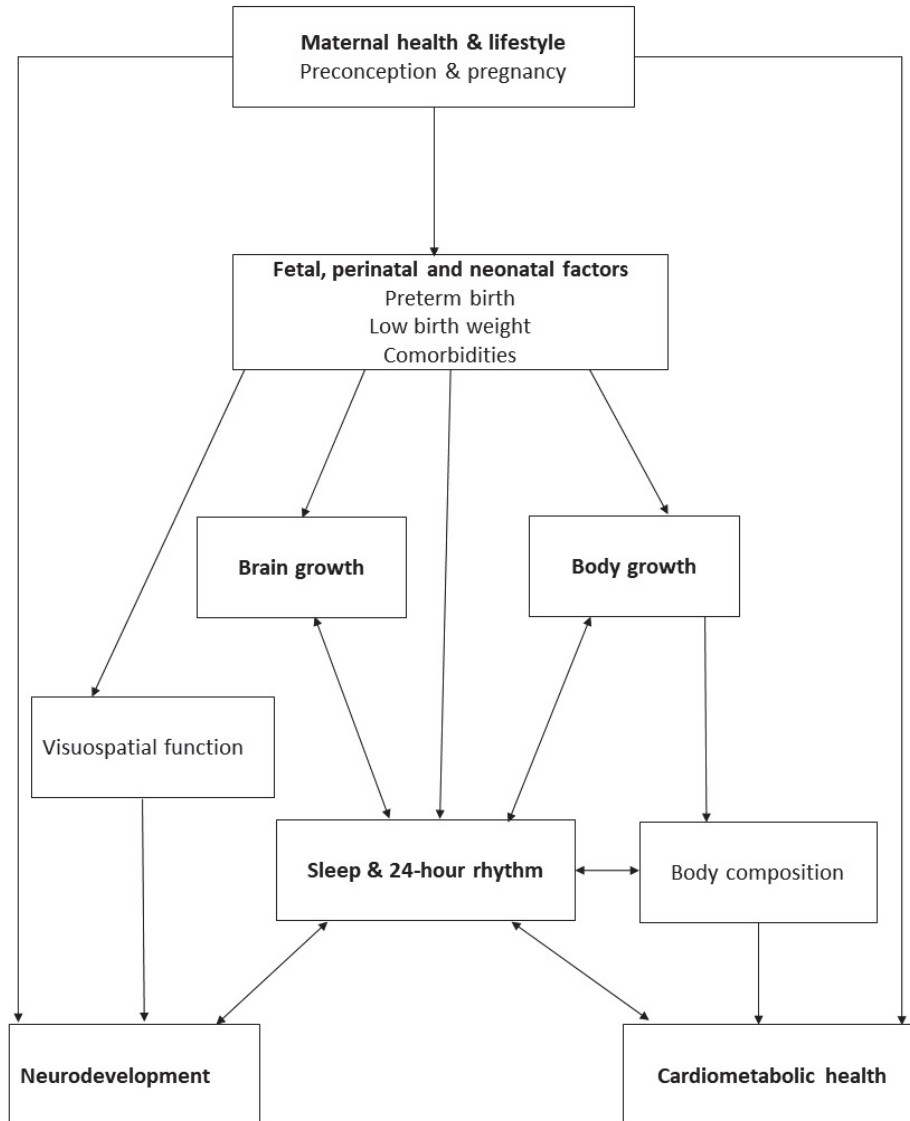 Maternal health & lifestyle
Preconception & pregnancy
Fetal, perinatal and neonatal factors
Preterm birth
Low birth weight
Comorbidities
Brain growth
Body growth
Visuospatial function
Sleep & 24-hour rhythm
Body composition
Neurodevelopment
Cardiometabolic health